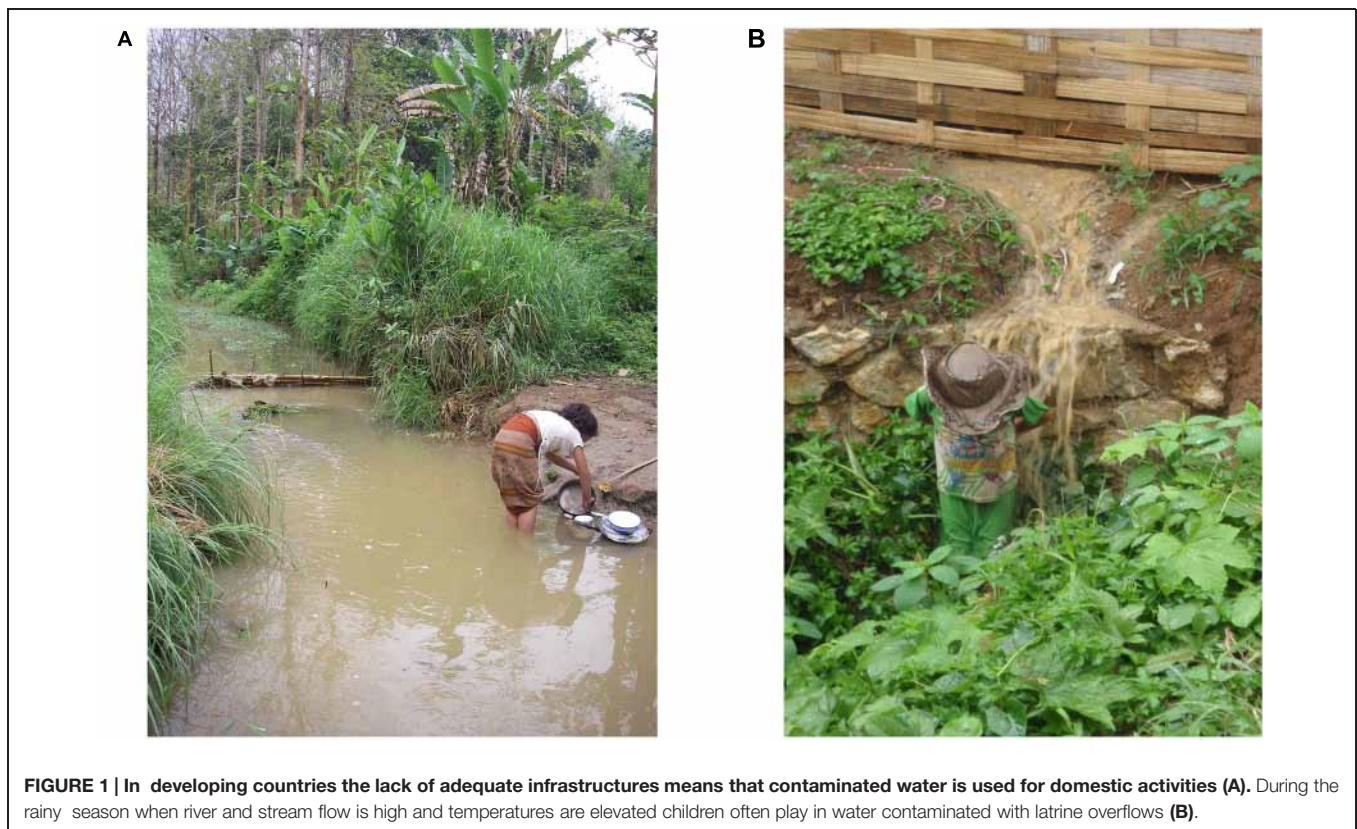 A
B
FIGURE 1 | In developing countries the lack of adequate infrastructures means that contaminated water is used for domestic activities (A). During the
rainy season when river and stream flow is high and temperatures are elevated children often play in water contaminated with latrine overflows (B).